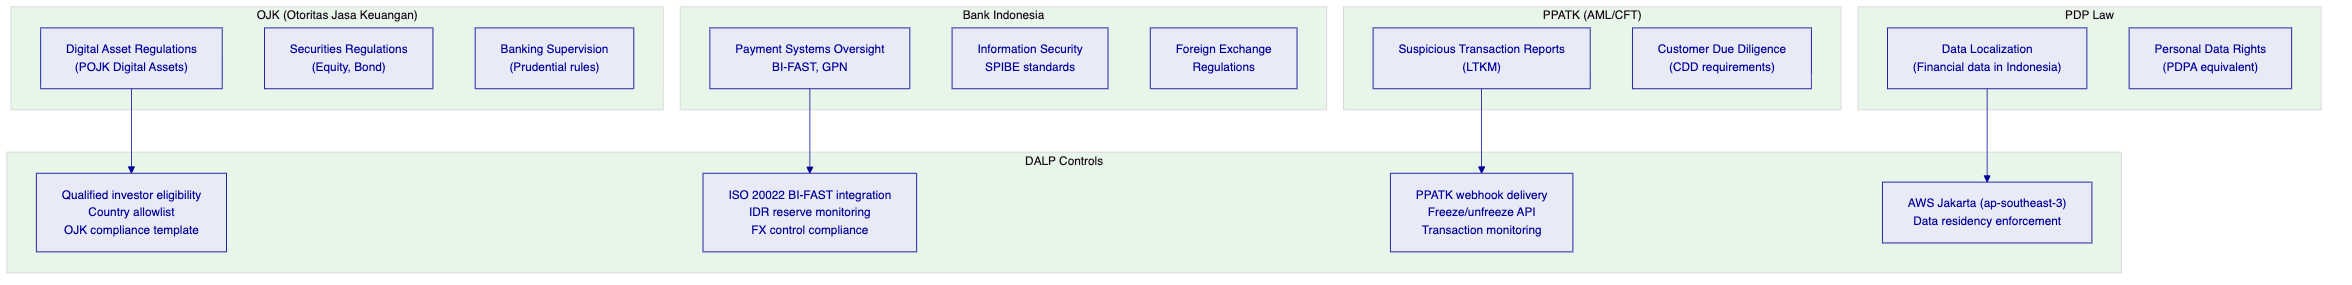 OJK (Otoritas Jasa Keuangan)
Digital Asset Regulations
(POJK Digital Assets)
Securities Regulations
(Equity, Bond)
Banking Supervision
(Prudential rules)
Bank Indonesia
Payment Systems Oversight
BI-FAST, GPN
Information Security
SPIBE standards
Foreign Exchange
Regulations
PPATK (AML/CFT)
Suspicious Transaction Reports
(LTKM)
Customer Due Diligence
(CDD requirements)
PDP Law
Data Localization
(Financial data in Indonesia)
Personal Data Rights
(PDPA equivalent)
DALP Controls
Qualified investor eligibility
Country allowlist
OJK compliance template
ISO 20022 BI-FAST integration
IDR reserve monitoring
FX control compliance
PPATK webhook delivery
Freeze/unfreeze API
Transaction monitoring
AWS Jakarta (ap-southeast-3)
Data residency enforcement